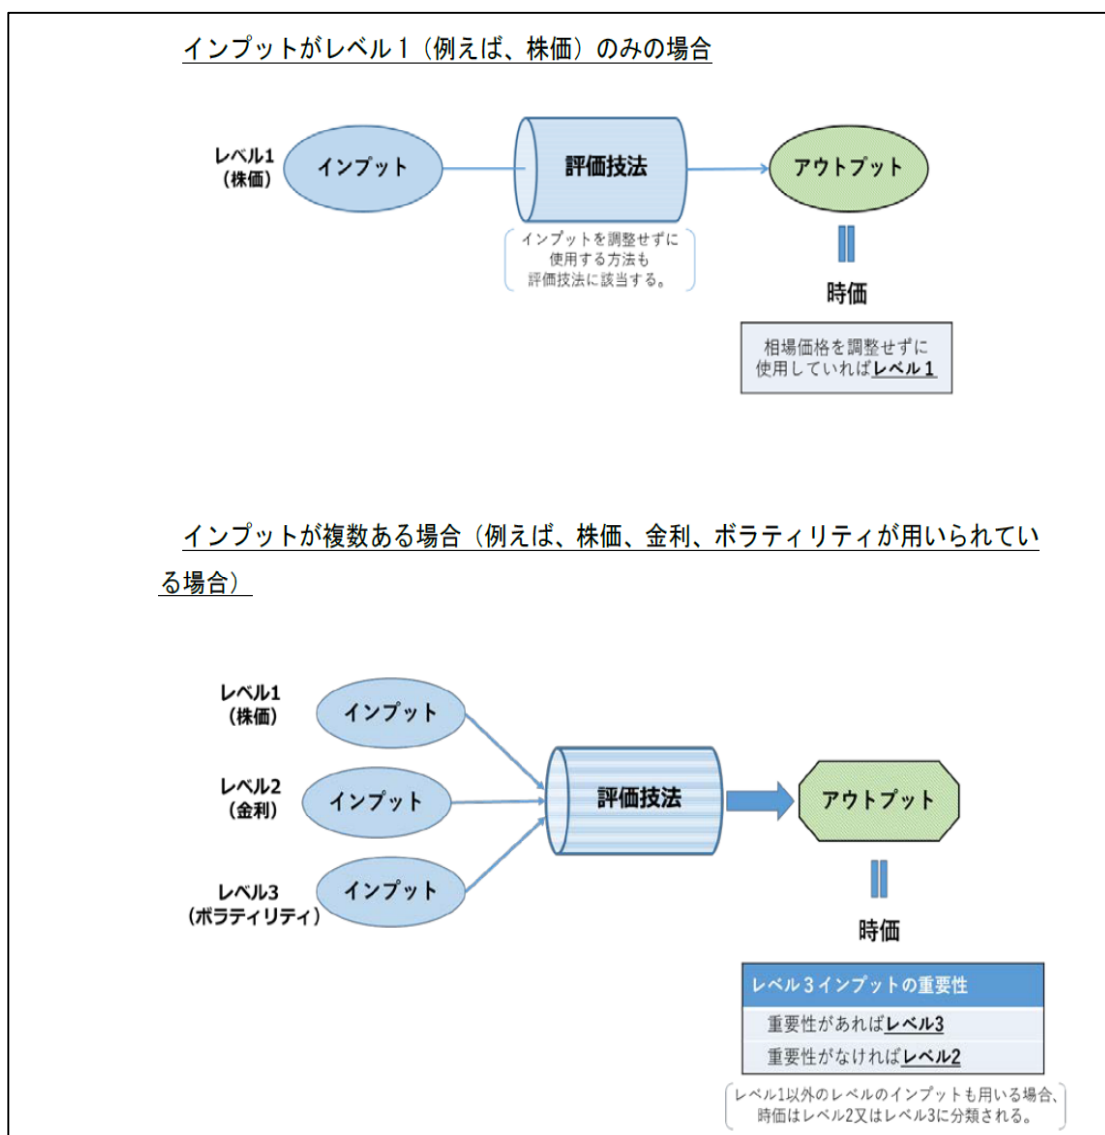 インプットがレベル１（例えば、株価）のみの場合
レベル1
（株価）
インプット
評価技法
アウトプット
インプットを調整せずに
使用する方法も
評価技法に該当する。
時価
相場価格を調整せずに
使用していればレベル１
インプットが複数ある場合（例えば、株価、金利、ボラティリティが用いられてい
る場合）
レベル1
（株価）
インプット
レベル2
（金利）
インプット
レベル3
（ボラティリティ）
インプット
評価技法
アウトプット
時価
レベル３インプットの重要性
重要性があればレベル3
重要性がなければレベル2
レベル1以外のレベルのインプットも用いる場合、
時価はレベル2又はレベル3に分類される。